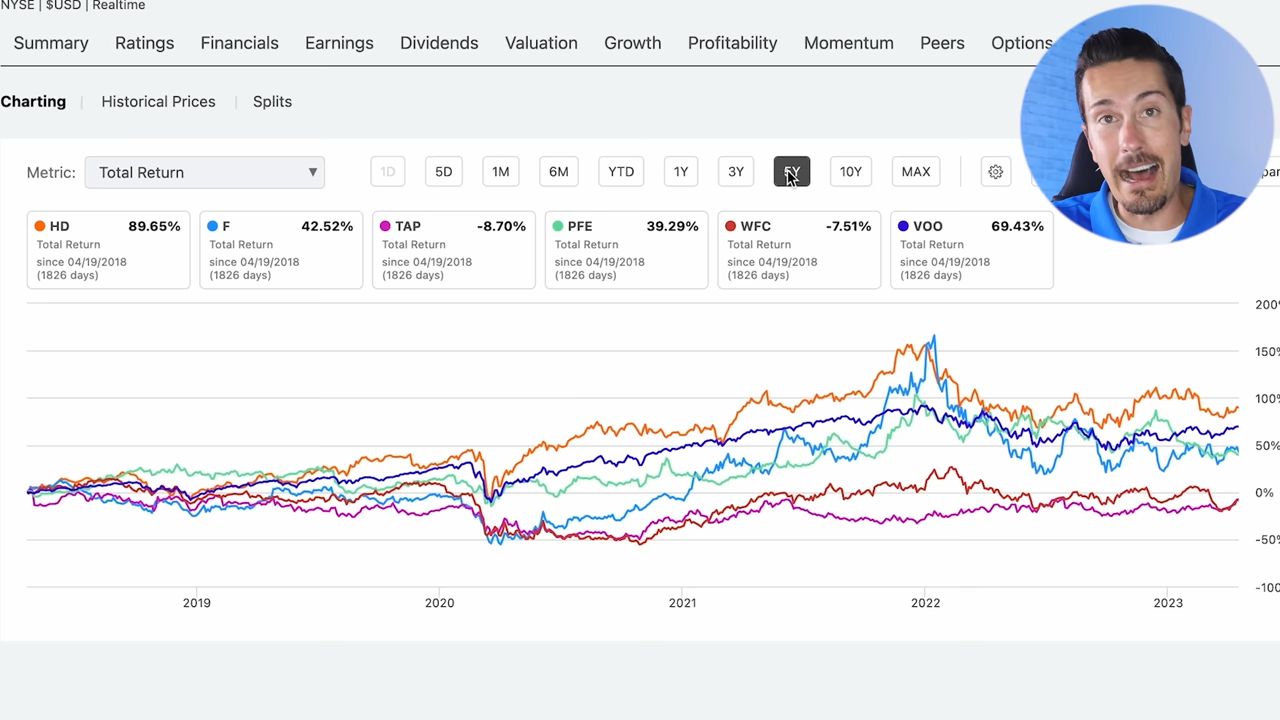 NYSE | $USD | Realtime
Summary Ratings Financials Earnings Dividends Valuation Growth Profitability Momentum Peers Options
Charting | Historical Prices | Splits
Metric: Total Return ▼ 1D 5D 1M 6M YTD 1Y 3Y 5Y 10Y MAX
HD 89.65% F 42.52% TAP -8.70% PFE 39.29% WFC -7.51% VOO 69.43%
Total Return Total Return Total Return Total Return Total Return Total Return
since 04/19/2018 since 04/19/2018 since 04/19/2018 since 04/19/2018 since 04/19/2018 since 04/19/2018
(1826 days) (1826 days) (1826 days) (1826 days) (1826 days) (1826 days)
200%
150%
100%
50%
0%
-50%
-100
2019 2020 2021 2022 2023